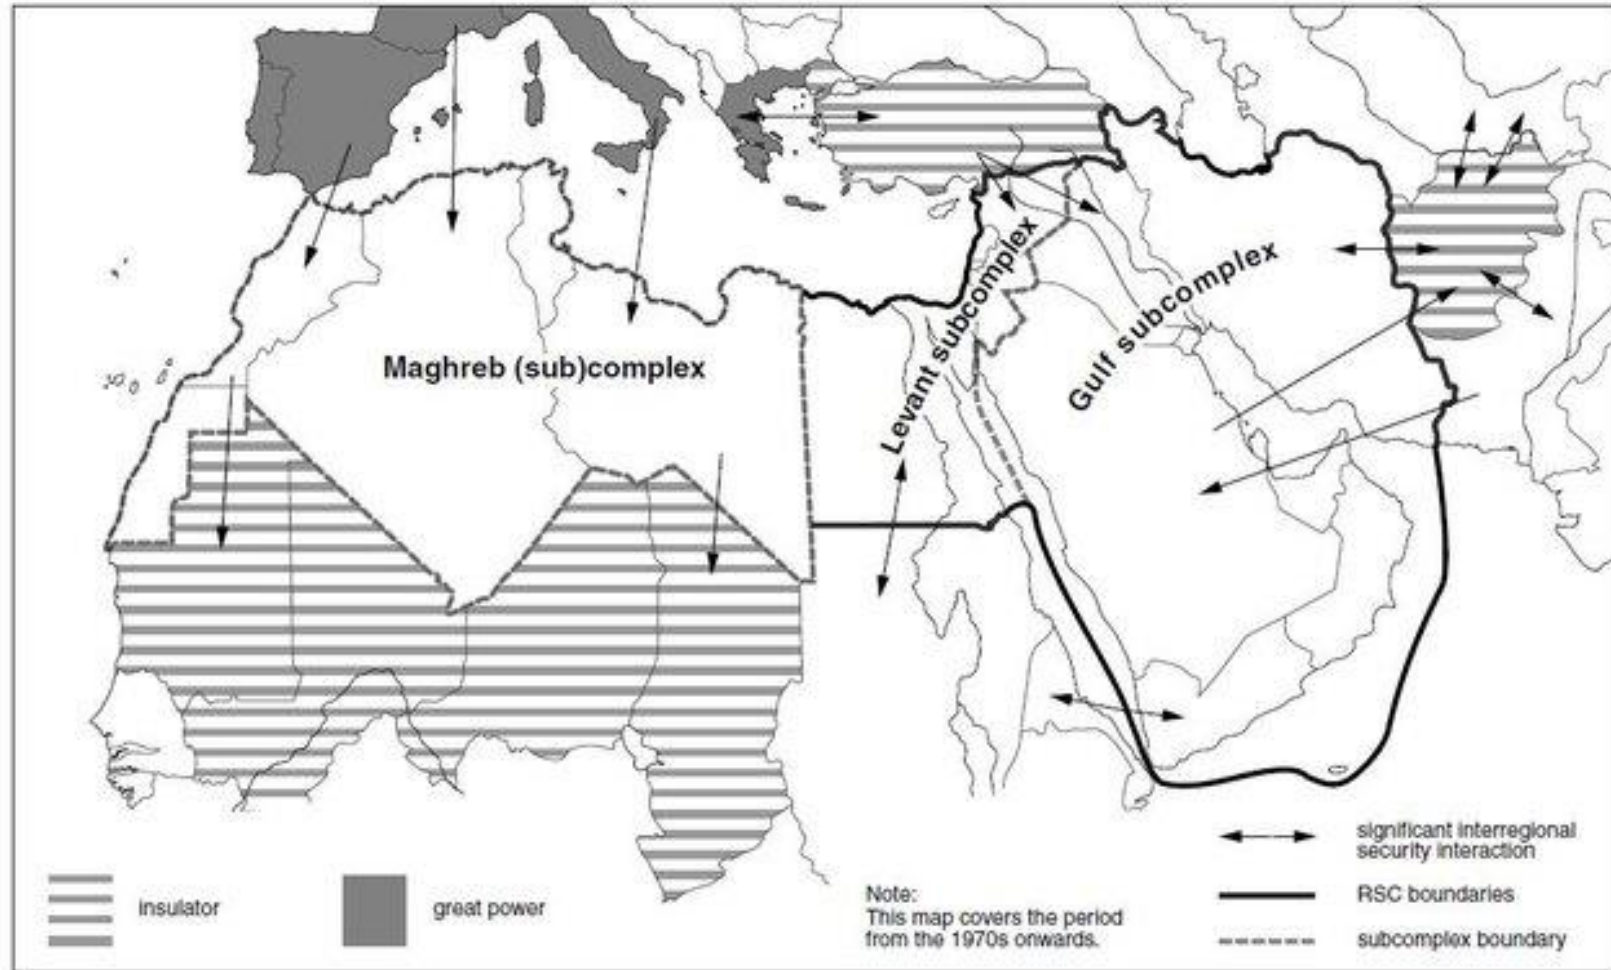 Maghreb (sub)complex
Levant subcomplex
Gulf subcomplex
insulator
great power
Note:
This map covers the period
from the 1970s onwards.
significant interregional
security interaction
RSC boundaries
subcomplex boundary